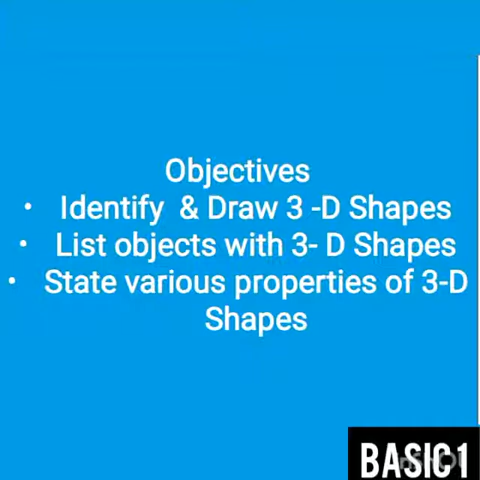 Objectives
• Identify & Draw 3 -D Shapes
• List objects with 3- D Shapes
• State various properties of 3-D
Shapes
BASIC1